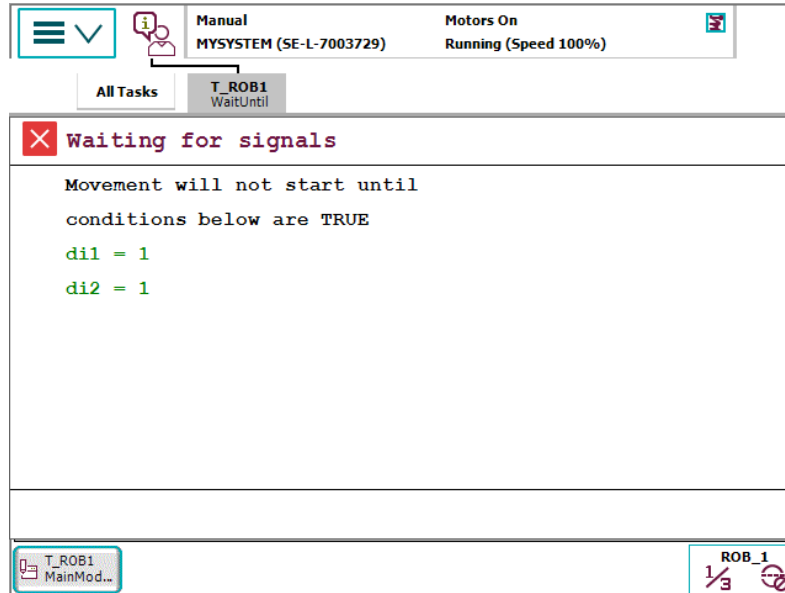 Manual
MYSYSTEM (SE-L-7003729)
Motors On
Running (Speed 100%)
All Tasks
T_ROB1
WaitUntil
Waiting for signals
Movement will not start until
conditions below are TRUE
di1 = 1
di2 = 1
T_ROB1
MainMod...
ROB_1
1/3